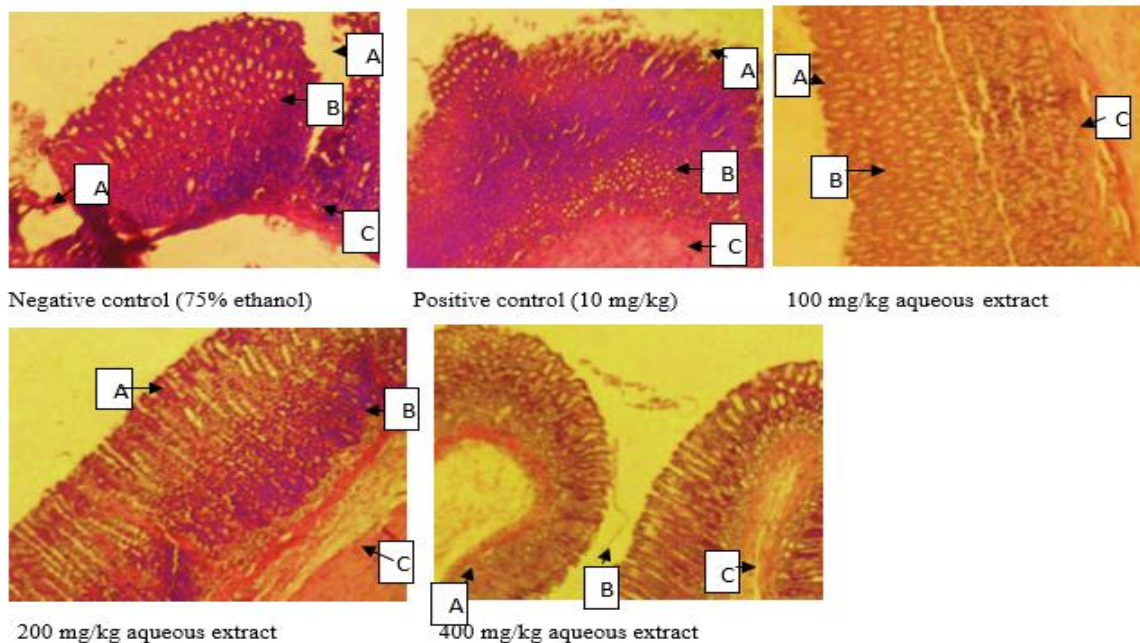 A
B
A
C
A
B
C
A
C
B
Negative control (75% ethanol)
Positive control (10 mg/kg)
100 mg/kg aqueous extract
A
B
C
A
B
C
200 mg/kg aqueous extract
400 mg/kg aqueous extract